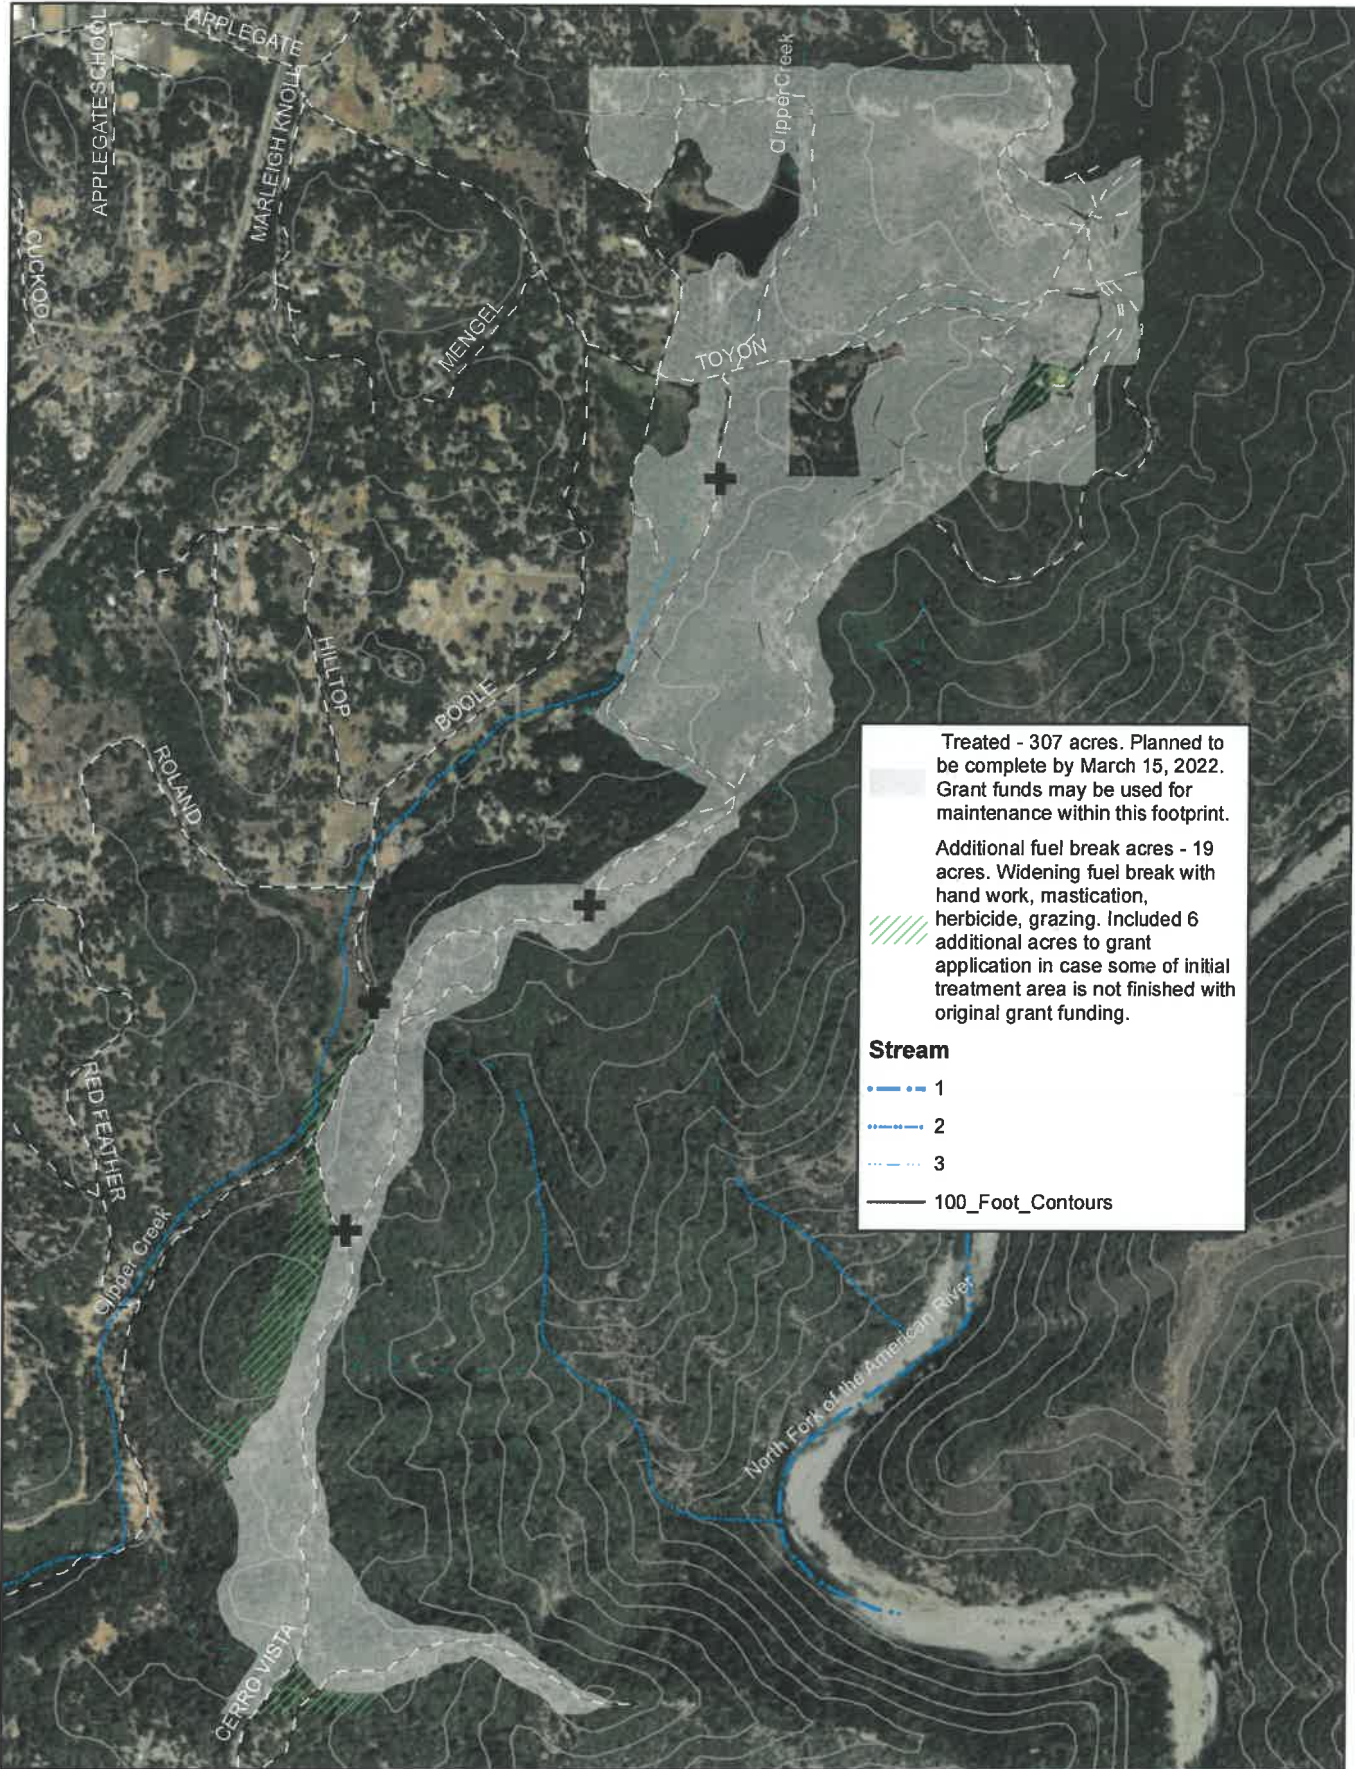 APPLEGATE
APPLEGATE SCHOOL
MARLEIGH KNOLL
Clipper Creek
CUCKOO
MENGEL
TOYON
HILLTOP
BOOLE
ROLAND
RED FEATHER
Clipper Creek
North Fork of the American River
CERRO VISTA
Treated - 307 acres. Planned to
be complete by March 15, 2022.
Grant funds may be used for
maintenance within this footprint.
Additional fuel break acres - 19
acres. Widening fuel break with
hand work, mastication,
herbicide, grazing. Included 6
additional acres to grant
application in case some of initial
treatment area is not finished with
original grant funding.
Stream
1
2
3
100_Foot_Contours